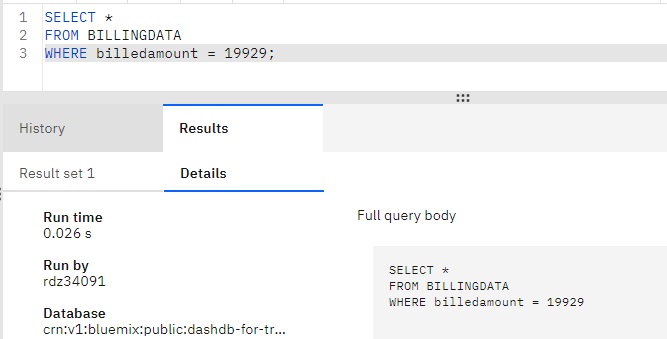 1 SELECT *
2 FROM BILLINGDATA
3 WHERE billedamount = 19929;
History
Results
Result set 1
Details
Run time
0.026 s
Run by
rdz34091
Database
crn:v1:bluemix:public:dashdb-for-tr...
Full query body
SELECT *
FROM BILLINGDATA
WHERE billedamount = 19929